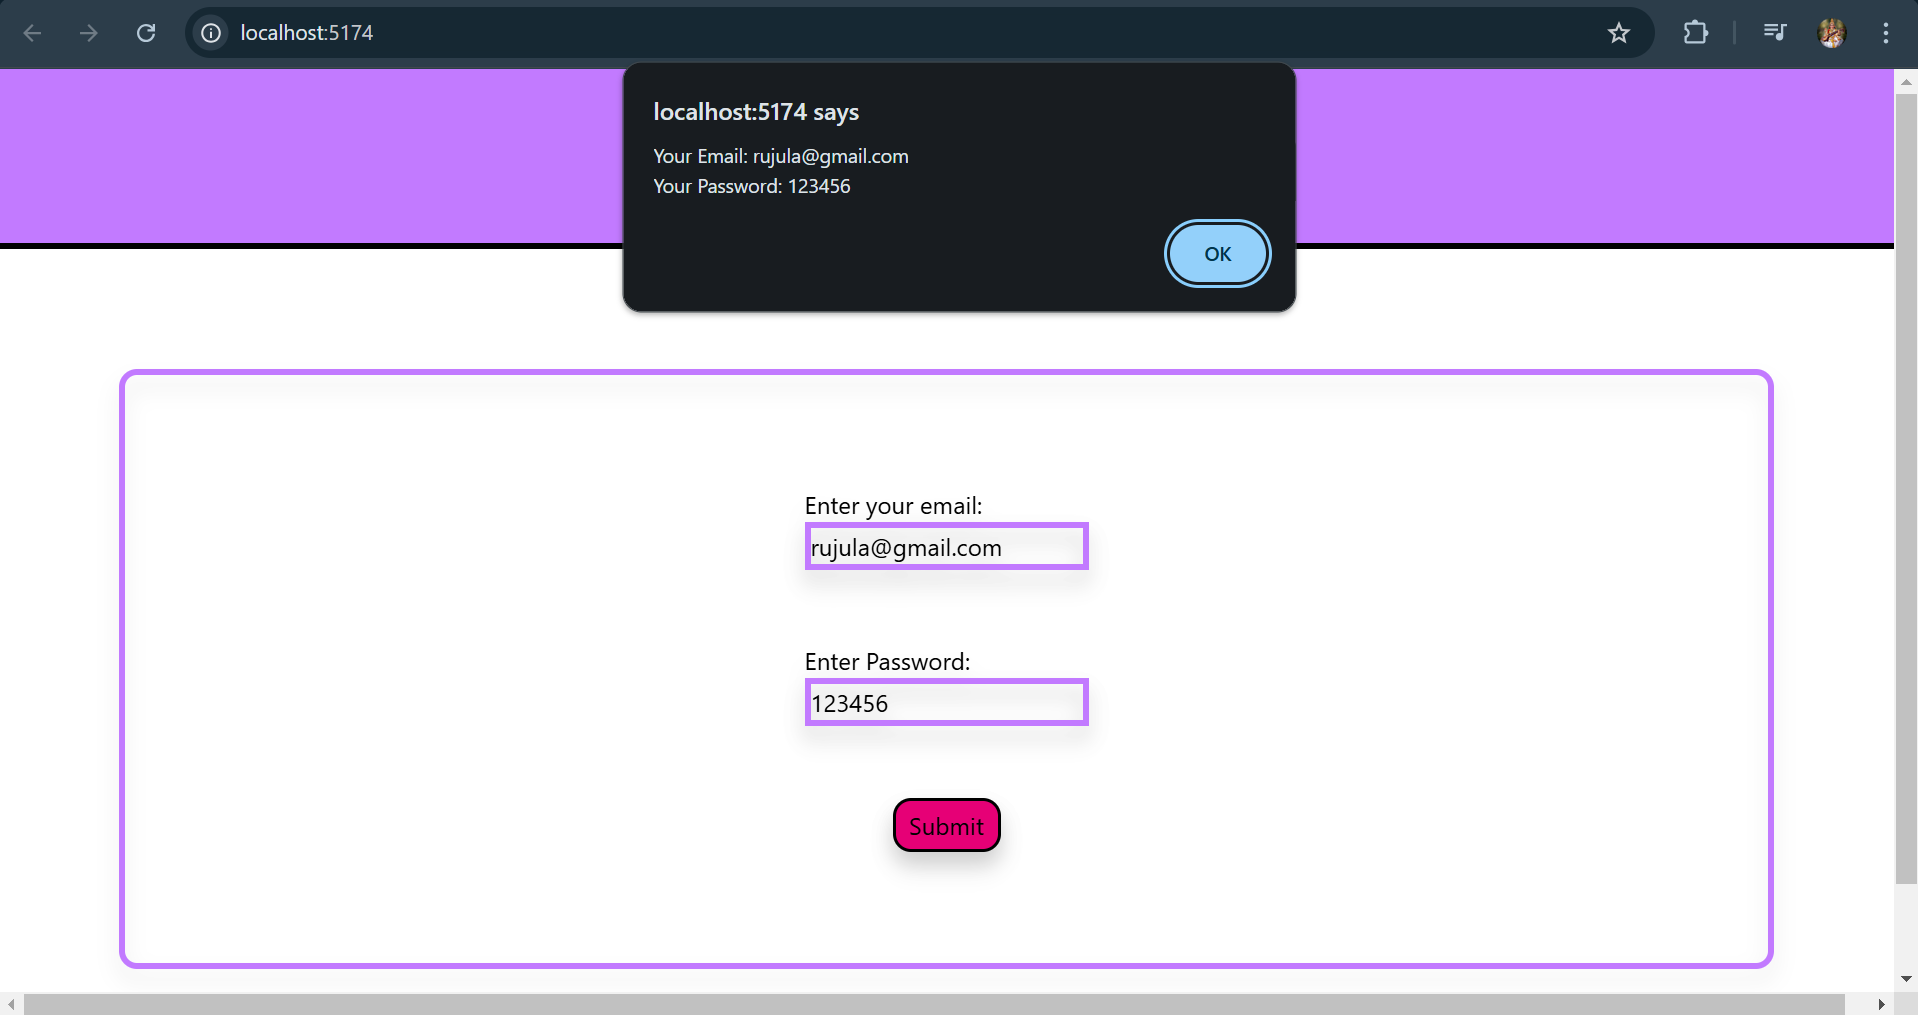 localhost:5174
localhost:5174 says
Your Email: rujula@gmail.com
Your Password: 123456
OK
Enter your email:
rujula@gmail.com
Enter Password:
123456
Submit